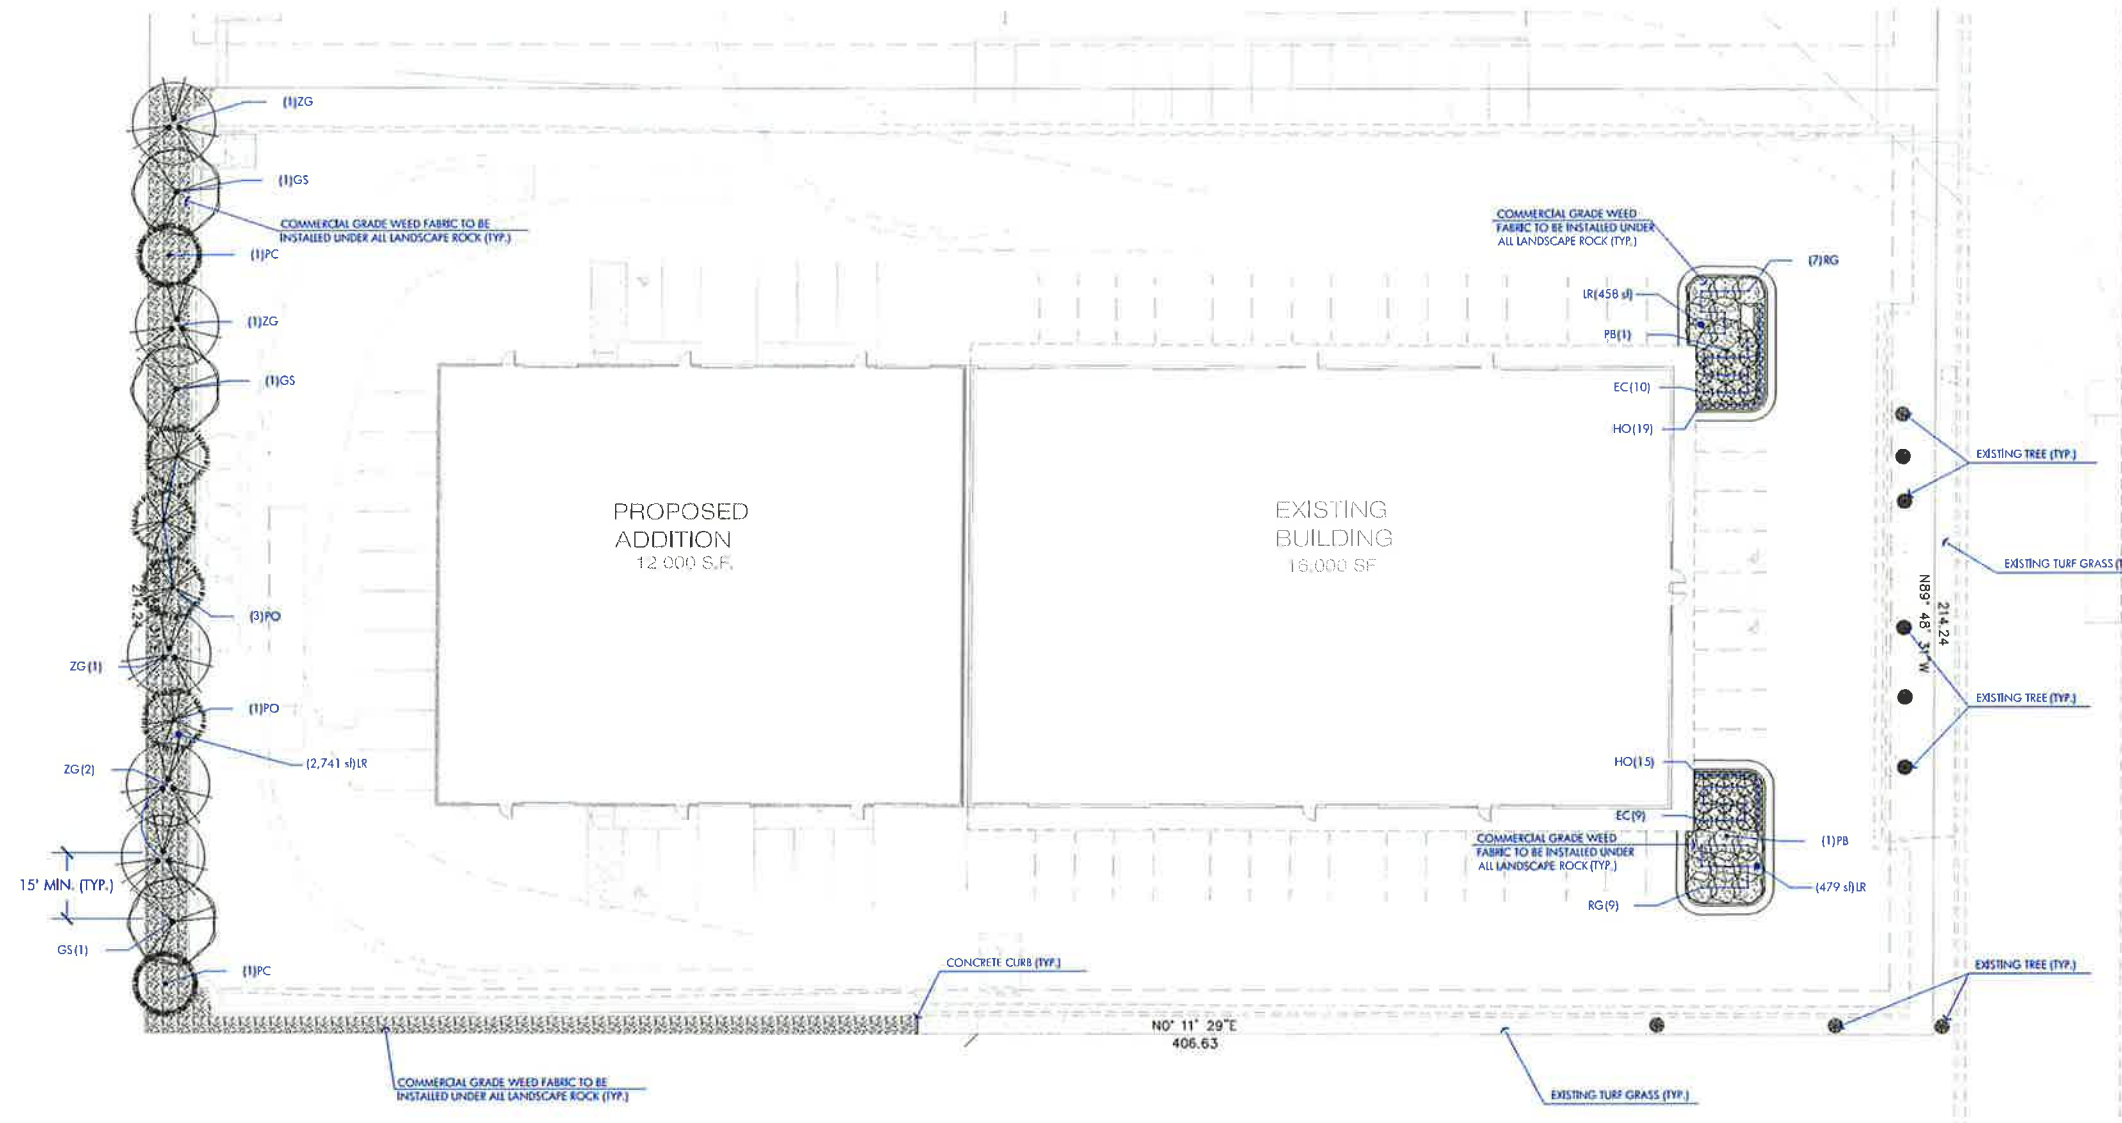 (1)ZG
(1)GS
COMMERCIAL GRADE WEED FABRIC TO BE
INSTALLED UNDER ALL LANDSCAPE ROCK (TYP.)
(1)PC
(1)ZG
(1)GS
(3)PO
214.24
ZG(1)
(1)PO
(2,741 sf)LR
ZG(2)
15' MIN. (TYP.)
GS(1)
(1)PC
COMMERCIAL GRADE WEED FABRIC TO BE
INSTALLED UNDER ALL LANDSCAPE ROCK (TYP.)
PROPOSED
ADDITION
12,000 S.F.
EXISTING
BUILDING
16,000 SF
COMMERCIAL GRADE WEED
FABRIC TO BE INSTALLED UNDER
ALL LANDSCAPE ROCK (TYP.)
(7)RG
LR(458 sf)
PB(1)
EC(10)
HO(19)
EXISTING TREE (TYP.)
EXISTING TURF GRASS
214.24
N89° 48' 31"W
EXISTING TREE (TYP.)
HO(15)
EC(9)
COMMERCIAL GRADE WEED
FABRIC TO BE INSTALLED UNDER
ALL LANDSCAPE ROCK (TYP.)
(1)PB
(479 sf)LR
RG(9)
CONCRETE CURB (TYP.)
EXISTING TREE (TYP.)
N0° 11' 29"E
406.63
EXISTING TURF GRASS (TYP.)